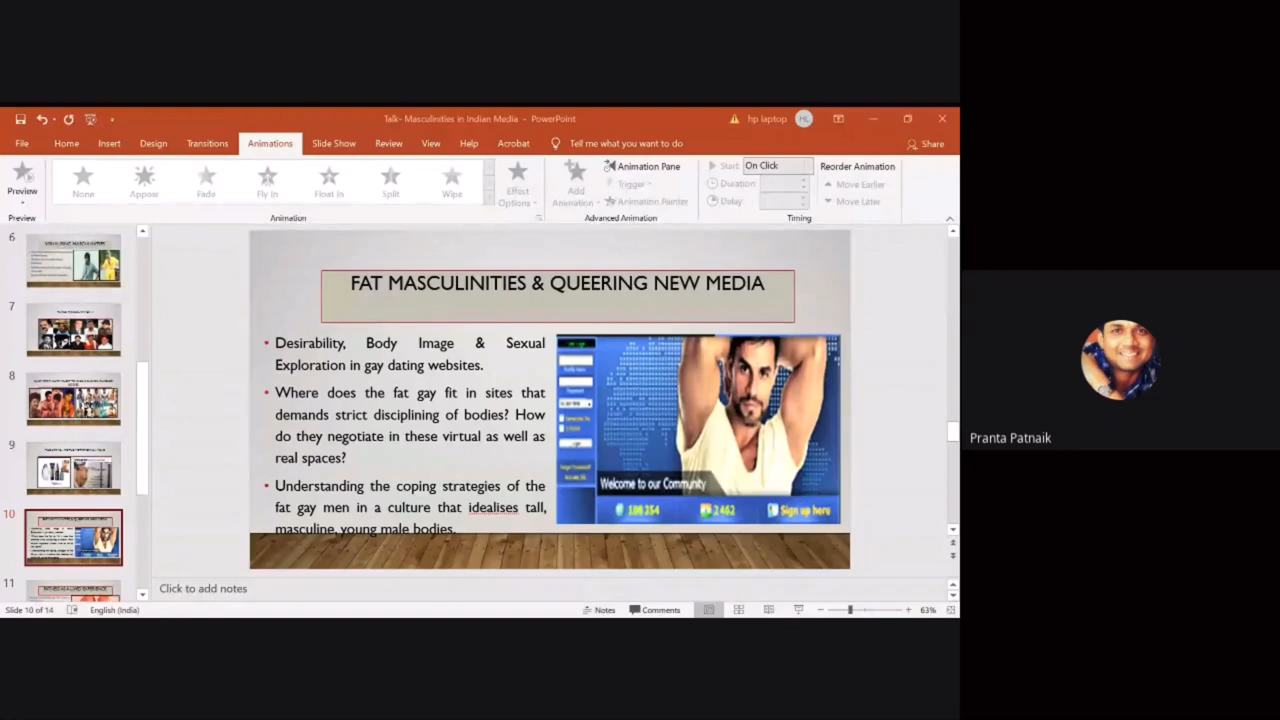 Talk- Masculinities in Indian Media - PowerPoint
hp laptop
HL
File Home Insert Design Transitions Animations Slide Show Review View Help Acrobat Tell me what you want to do Share
Preview
None Appear Fade Fly In Float In Split Wipe
Effect Options
Add Animation
Animation Pane
Trigger
Animation Painter
Start: On Click
Duration:
Delay:
Reorder Animation
Move Earlier
Move Later
Preview Animation Advanced Animation Timing
6
7
8
9
10
11
FAT MASCULINITIES & QUEERING NEW MEDIA
• Desirability, Body Image & Sexual
Exploration in gay dating websites.
• Where does the fat gay fit in sites that
demands strict disciplining of bodies? How
do they negotiate in these virtual as well as
real spaces?
• Understanding the coping strategies of the
fat gay men in a culture that idealises tall,
masculine, young male bodies.
Welcome to our Community
Sign up here
Pranta Patnaik
Click to add notes
Slide 10 of 14 English (India) Notes Comments 63%